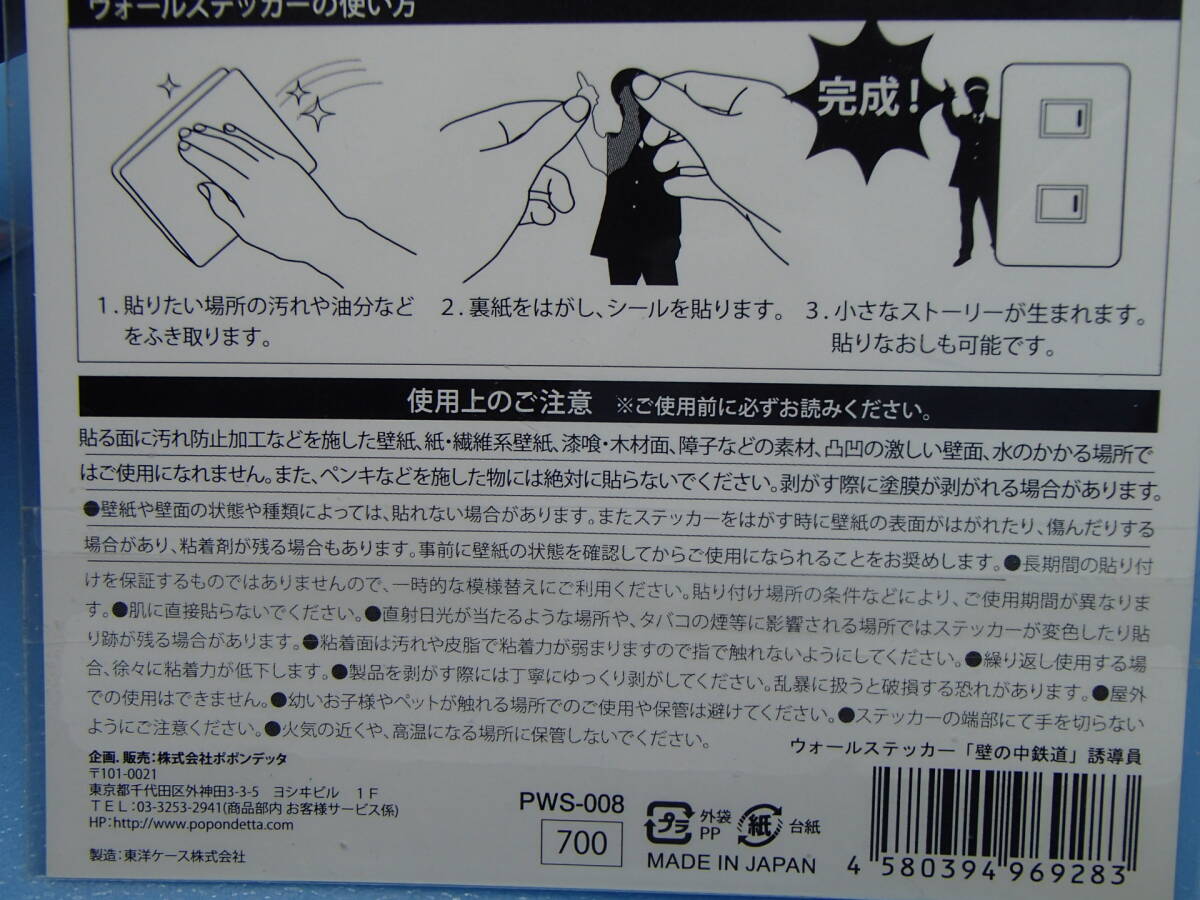 ウォールステッカーの使い方
完成!
1. 貼りたい場所の汚れや油分など
をふき取ります。
2. 裏紙をはがし、シールを貼ります。
3. 小さなストーリーが生まれます。
貼りなおしも可能です。
使用上のご注意 ※ご使用前に必ずお読みください。
貼る面に汚れ防止加工などを施した壁紙、紙・繊維系壁紙、漆喰・木材面、障子などの素材、凸凹の激しい壁面、水のかかる場所で
はご使用になれません。また、ペンキなどを施した物には絶対に貼らないでください。剥がす際に塗膜が剥がれる場合があります。
●壁紙や壁面の状態や種類によっては、貼れない場合があります。またステッカーをはがす時に壁紙の表面がはがれたり、傷んだりする
場合があり、粘着剤が残る場合もあります。事前に壁紙の状態を確認してからご使用になられることをお奨めします。●長期間の貼り付
けを保証するものではありませんので、一時的な模様替えにご利用ください。貼り付け場所の条件などにより、ご使用期間が異なりま
す。●肌に直接貼らないでください。●直射日光が当たるような場所や、タバコの煙等に影響される場所ではステッカーが変色したり貼
り跡が残る場合があります。●粘着面は汚れや皮脂で粘着力が弱まりますので指で触れないようにしてください。●繰り返し使用する場
合、徐々に粘着力が低下します。●製品を剥がす際には丁寧にゆっくり剥がしてください。乱暴に扱うと破損する恐れがあります。●屋外
での使用はできません。●幼いお子様やペットが触れる場所でのご使用や保管は避けてください。●ステッカーの端部にて手を切らない
ようにご注意ください。●火気の近くや、高温になる場所に保管しないでください。
ウォールステッカー「壁の中鉄道」誘導員
企画. 販売:株式会社ポポンデッタ
〒101-0021
東京都千代田区外神田3-3-5 ヨシキビル 1F
TEL:03-3253-2941(商品部内 お客様サービス係)
HP:http://www.popondetta.com
製造:東洋ケース株式会社
PWS-008
700
プラ 外袋
PP
紙 台紙
MADE IN JAPAN
4 580394 969283